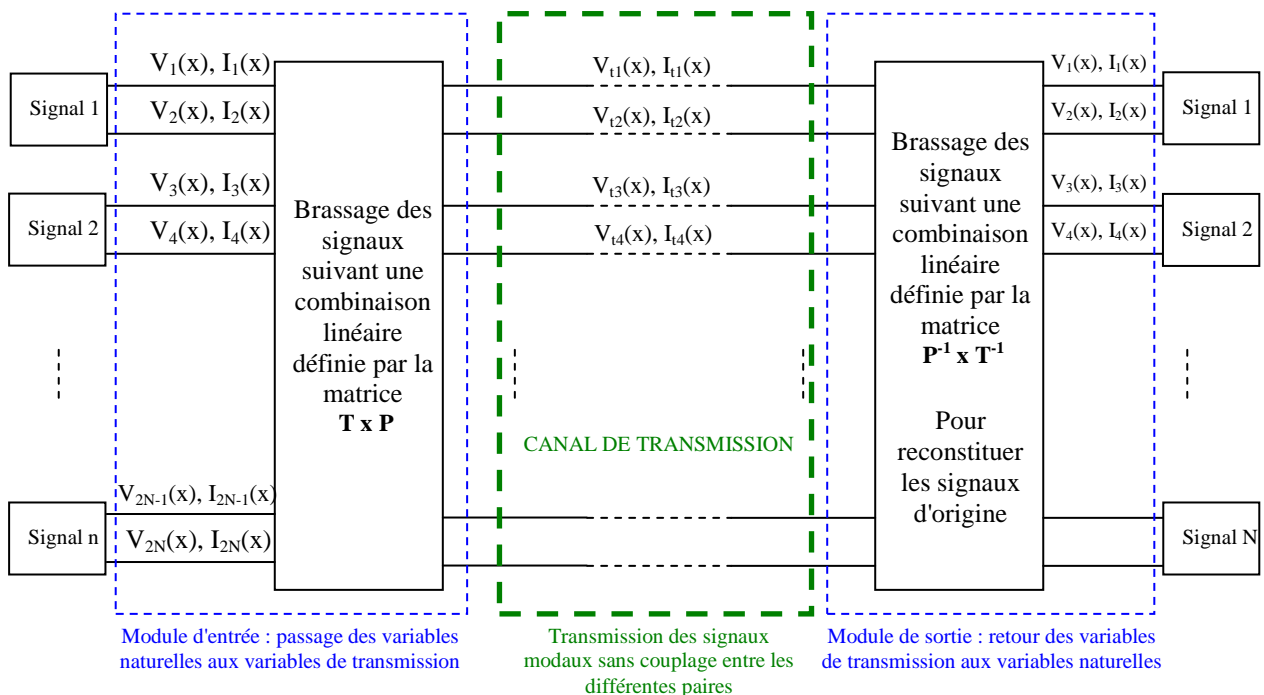 V1(x), I1(x)
Signal 1
V2(x), I2(x)
V3(x), I3(x)
Signal 2
V4(x), I4(x)
V2N-1(x), I2N-1(x)
Signal n
V2N(x), I2N(x)
Brassage des
signaux
suivant une
combinaison
linéaire
définie par la
matrice
T x P
Module d'entrée : passage des variables
naturelles aux variables de transmission
Vt1(x), It1(x)
Vt2(x), It2(x)
Vt3(x), It3(x)
Vt4(x), It4(x)
CANAL DE TRANSMISSION
Transmission des signaux
modaux sans couplage entre les
différentes paires
Brassage des
signaux
suivant une
combinaison
linéaire
définie par la
matrice
P-1 x T-1
Pour
reconstituer
les signaux
d'origine
V1(x), I1(x)
Signal 1
V2(x), I2(x)
V3(x), I3(x)
Signal 2
V4(x), I4(x)
Signal N
Module de sortie : retour des variables
de transmission aux variables naturelles